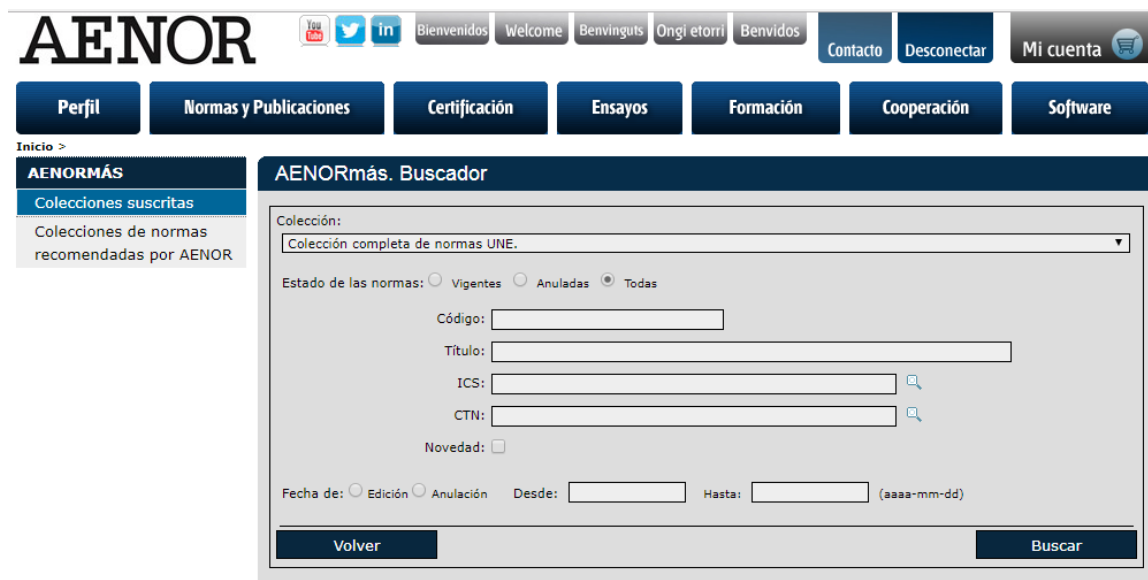 AENOR
You Tube
in
Bienvenidos Welcome Benvinguts Ongi etorri Benvidos
Contacto Desconectar Mi cuenta
Perfil Normas y Publicaciones Certificación Ensayos Formación Cooperación Software
Inicio >
AENORMÁS
Colecciones suscritas
Colecciones de normas
recomendadas por AENOR
AENORmás. Buscador
Colección:
Colección completa de normas UNE.
Estado de las normas: Vigentes Anuladas Todas
Código:
Título:
ICS:
CTN:
Novedad:
Fecha de: Edición Anulación Desde: Hasta: (aaaa-mm-dd)
Volver Buscar